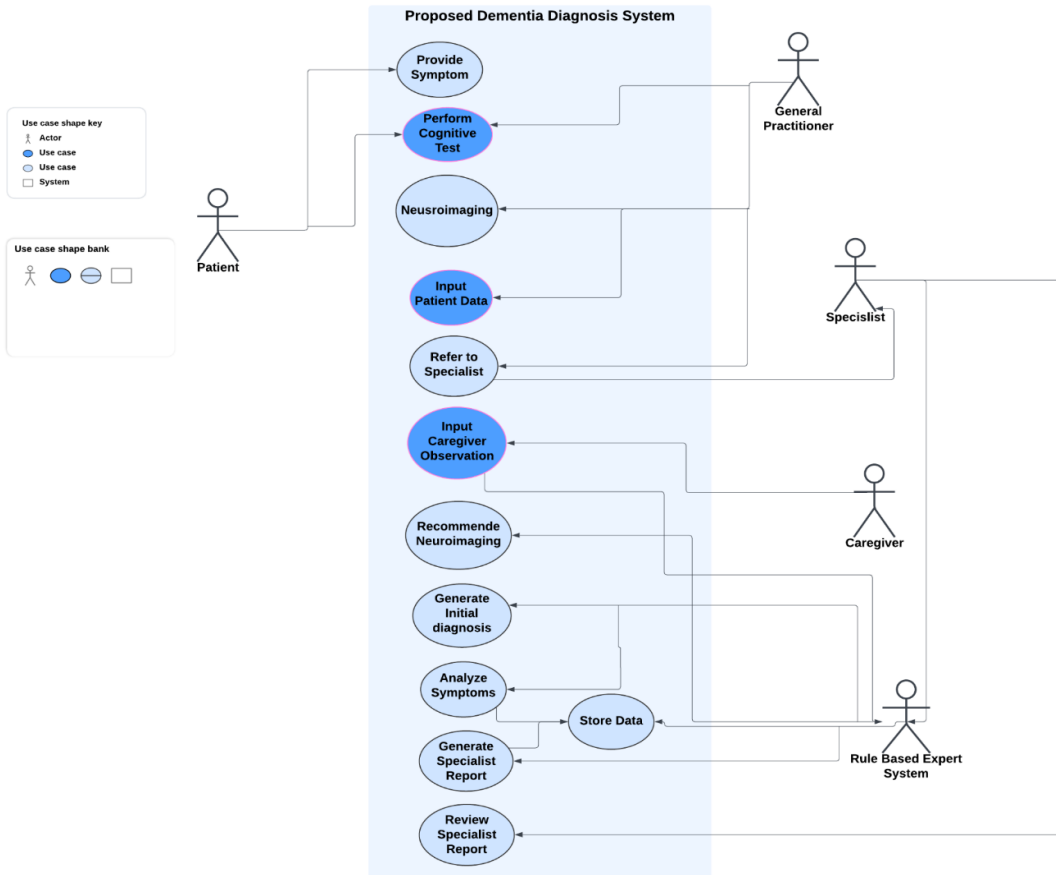 Proposed Dementia Diagnosis System
Provide
Symptom
General
Practitioner
Use case shape key
Actor
Use case
Use case
System
Perform
Cognitive
Test
Neusroimaging
Patient
Use case shape bank
Input
Patient Data
Specislist
Refer to
Specialist
Input
Caregiver
Observation
Caregiver
Recommende
Neuroimaging
Generate
Initial
diagnosis
Analyze
Symptoms
Store Data
Generate
Specialist
Report
Rule Based Expert
System
Review
Specialist
Report